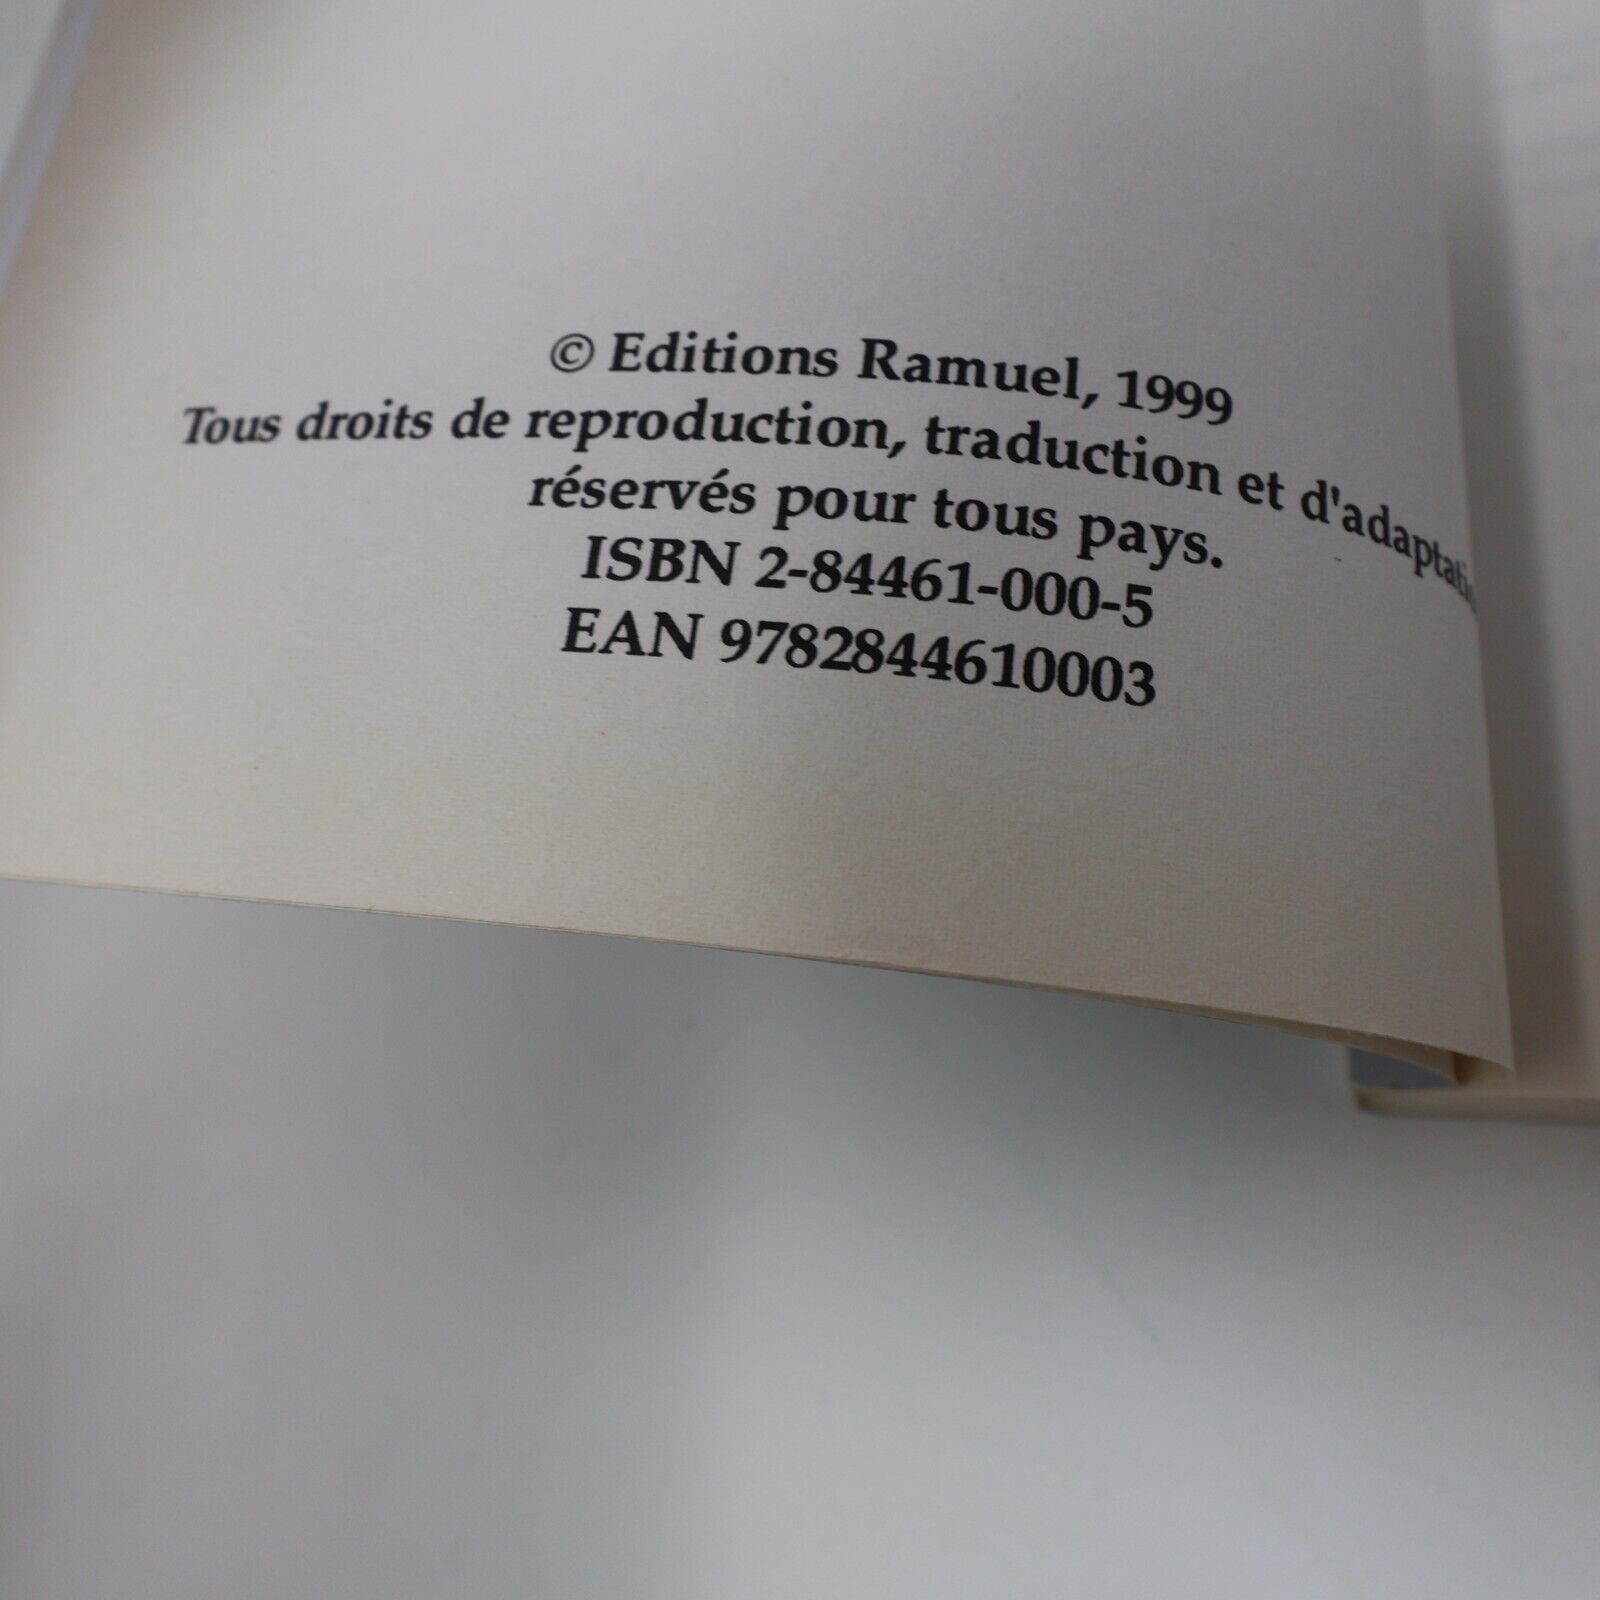 © Editions Ramuel, 1999
Tous droits de reproduction, traduction et
réservés pour tous pays.
ISBN 2-84461-000-5
EAN 9782844610003